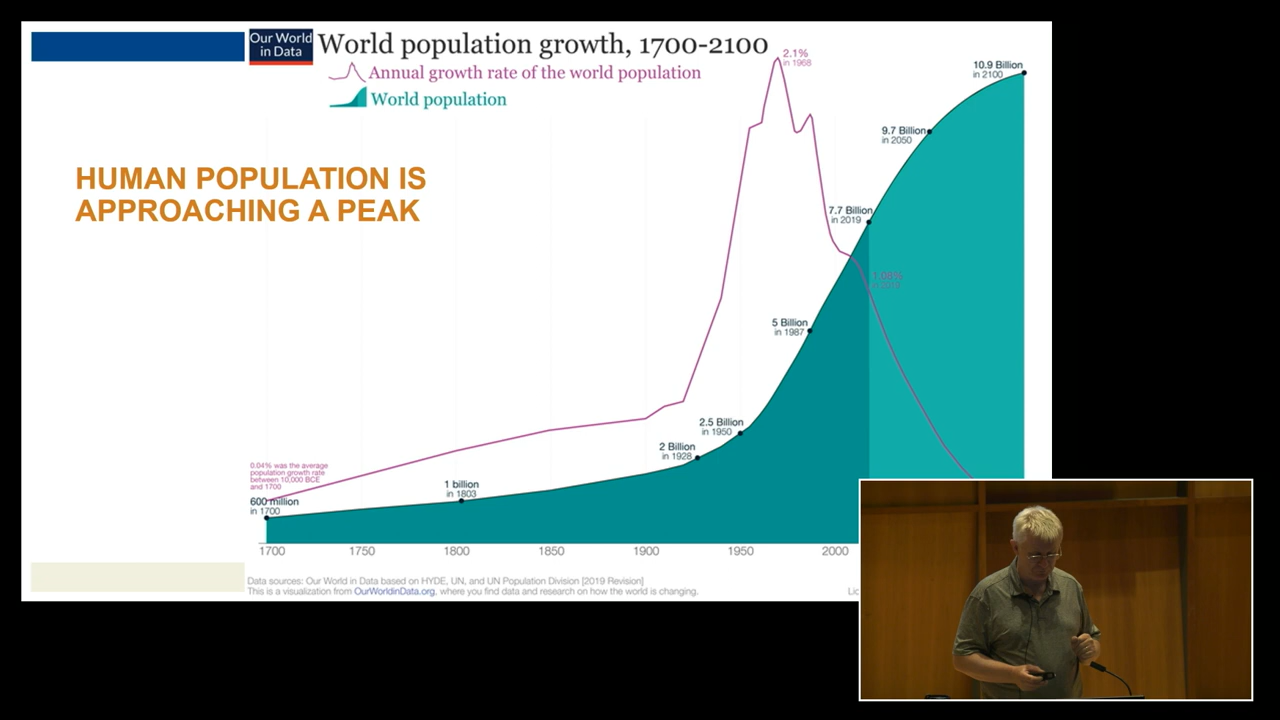 Our World
in Data
World population growth, 1700-2100
Annual growth rate of the world population
World population
2.1%
in 1968
10.9 Billion
in 2100
9.7 Billion
in 2050
HUMAN POPULATION IS
APPROACHING A PEAK
7.7 Billion
in 2019
1.08%
in 2019
5 Billion
in 1987
2.5 Billion
in 1950
2 Billion
in 1928
0.04% was the average
population growth rate
between 10,000 BCE
and 1700
1 billion
in 1803
600 million
in 1700
1700 1750 1800 1850 1900 1950 2000
Data sources: Our World in Data based on HYDE, UN, and UN Population Division [2019 Revision]
This is a visualization from OurWorldinData.org, where you find data and research on how the world is changing.
Lic